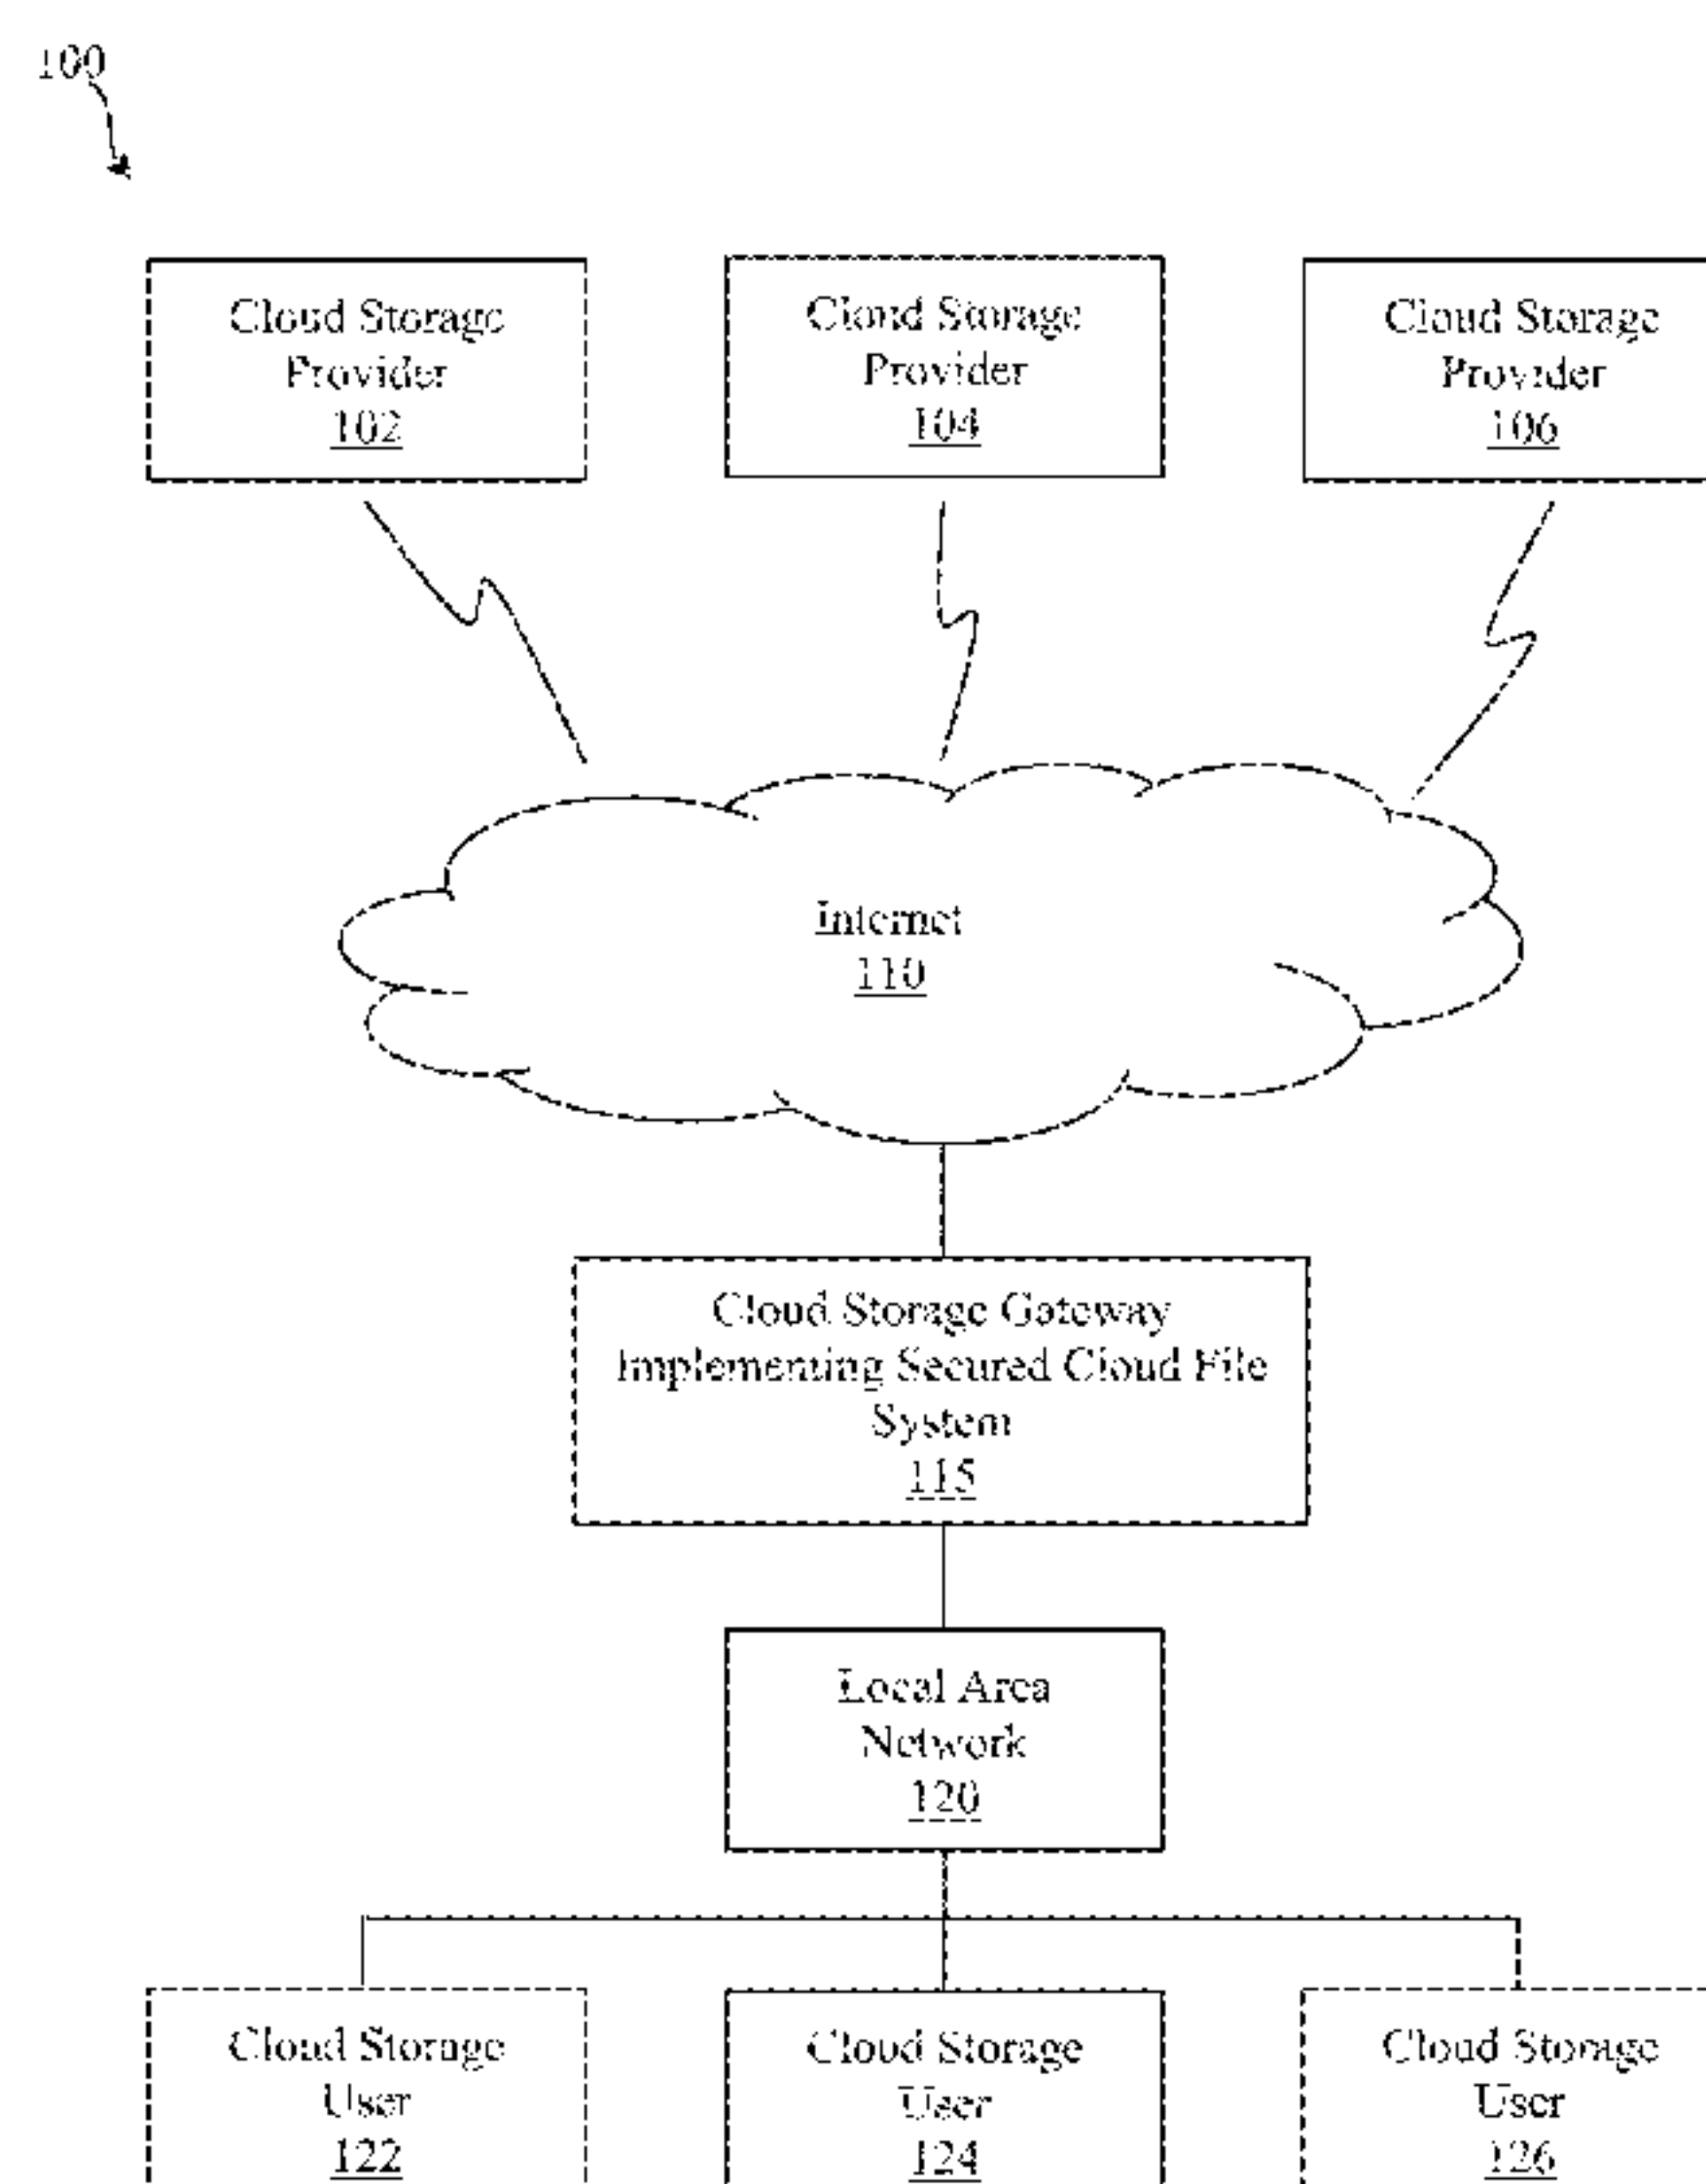 100
Cloud Storage
Provider
102
Cloud Storage
Provider
104
Cloud Storage
Provider
106
Internet
110
Cloud Storage Gateway
Implementing Secured Cloud File
System
115
Local Area
Network
120
Cloud Storage
User
122
Cloud Storage
User
124
Cloud Storage
User
126